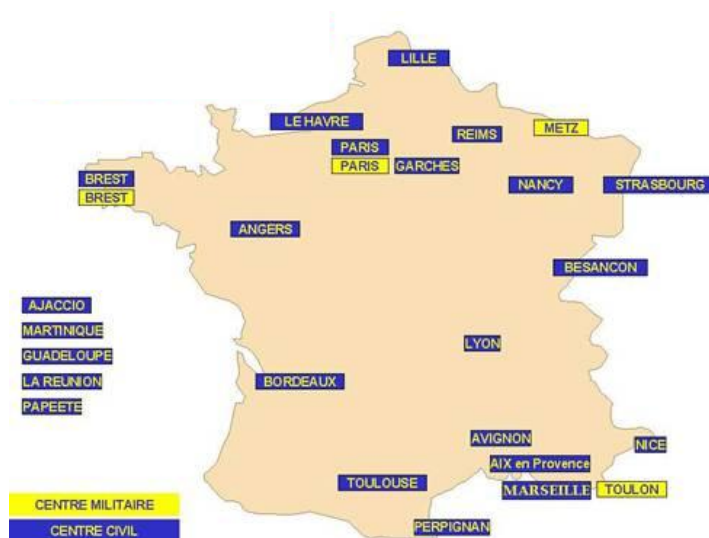 LILLE
LE HAVRE
METZ
REIMS
PARIS
PARIS
GARCHES
BREST
NANCY
STRASBOURG
BREST
ANGERS
BESANCON
AJACCIO
MARTINIQUE
LYON
GUADELOUPE
LA REUNION
BORDEAUX
PAPEETE
AVIGNON
NICE
AIX en Provence
TOULOUSE
MARSEILLE
TOULON
CENTRE MILITAIRE
CENTRE CIVIL
PERPIGNAN